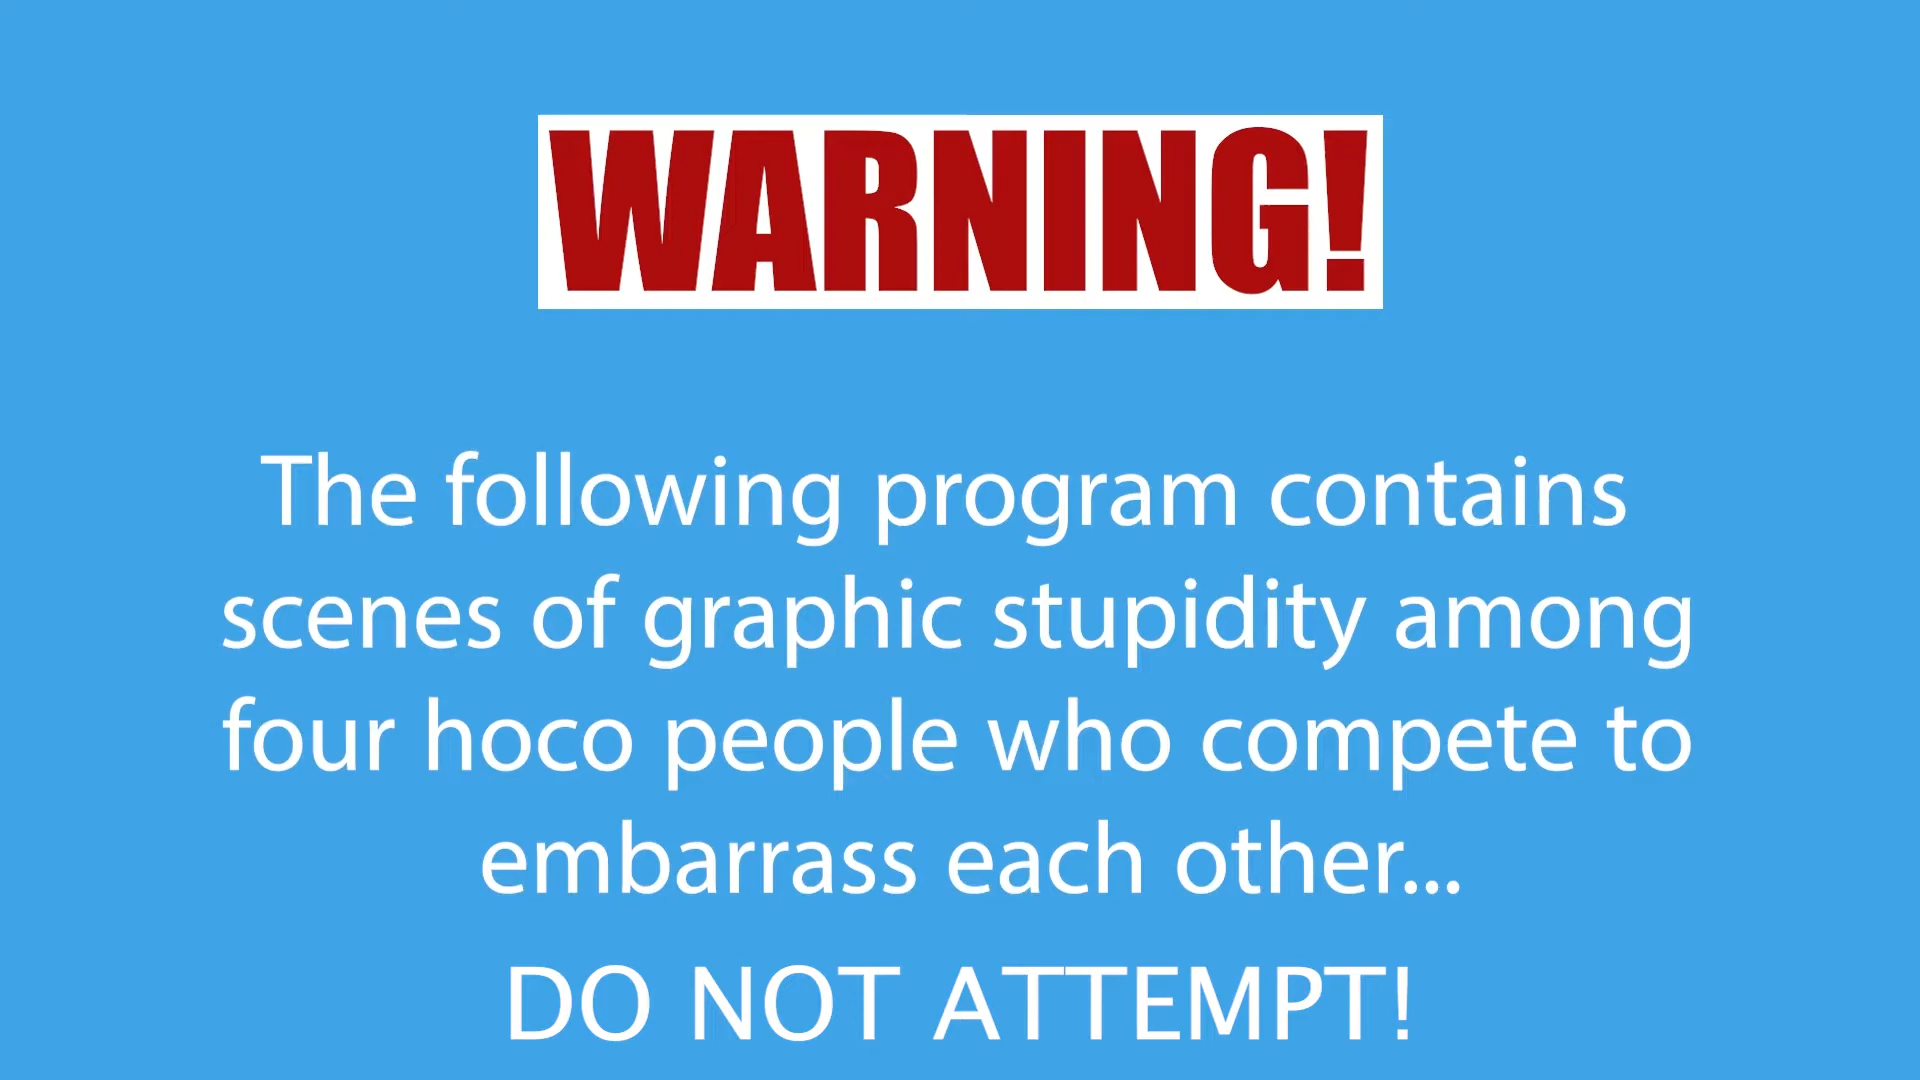 WARNING!
The following program contains
scenes of graphic stupidity among
four hoco people who compete to
embarrass each other...
DO NOT ATTEMPT!